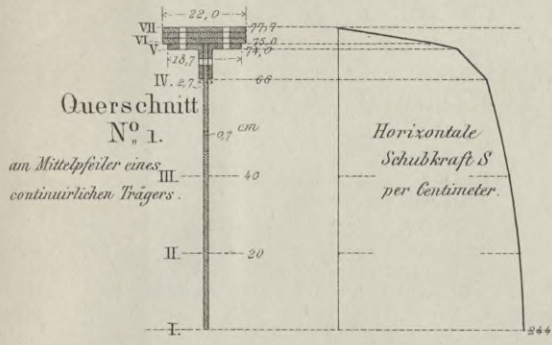 22,0
VII 77,7
VI 75,0
V 74,0
18,7
IV. 2,7 66
Querschnitt
No. 1.
0,7 cm
am Mittelpfeiler eines
continuirlichen Trägers.
III 40
II. 20
I. 244
Horizontale
Schubkraft S
per Centimeter.